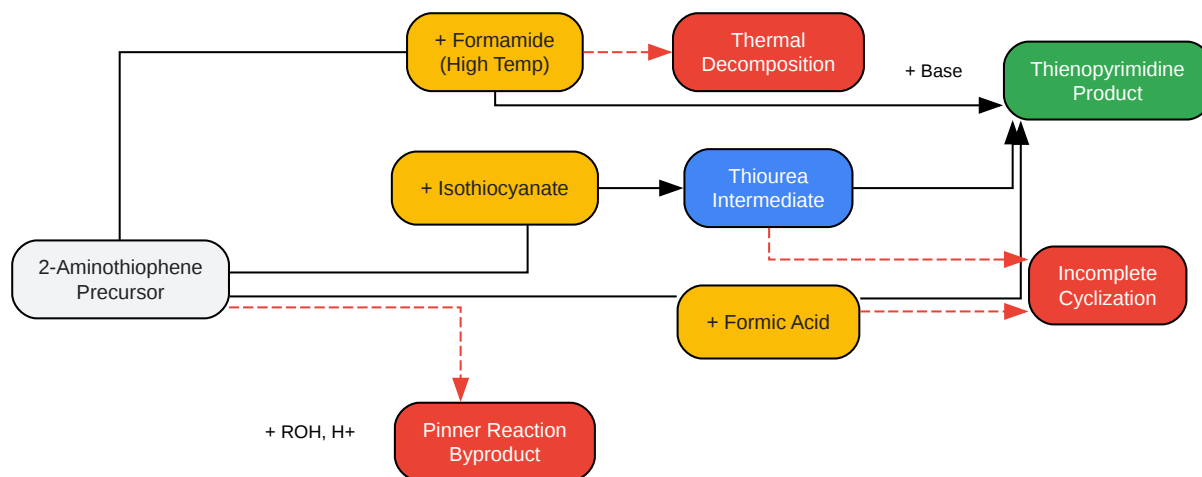 + Formamide
(High Temp)
Thermal
Decomposition
+ Base
Thienopyrimidine
Product
+ Isothiocyanate
Thiourea
Intermediate
2-Aminothiophene
Precursor
+ Formic Acid
Incomplete
Cyclization
+ ROH, H+
Pinner Reaction
Byproduct